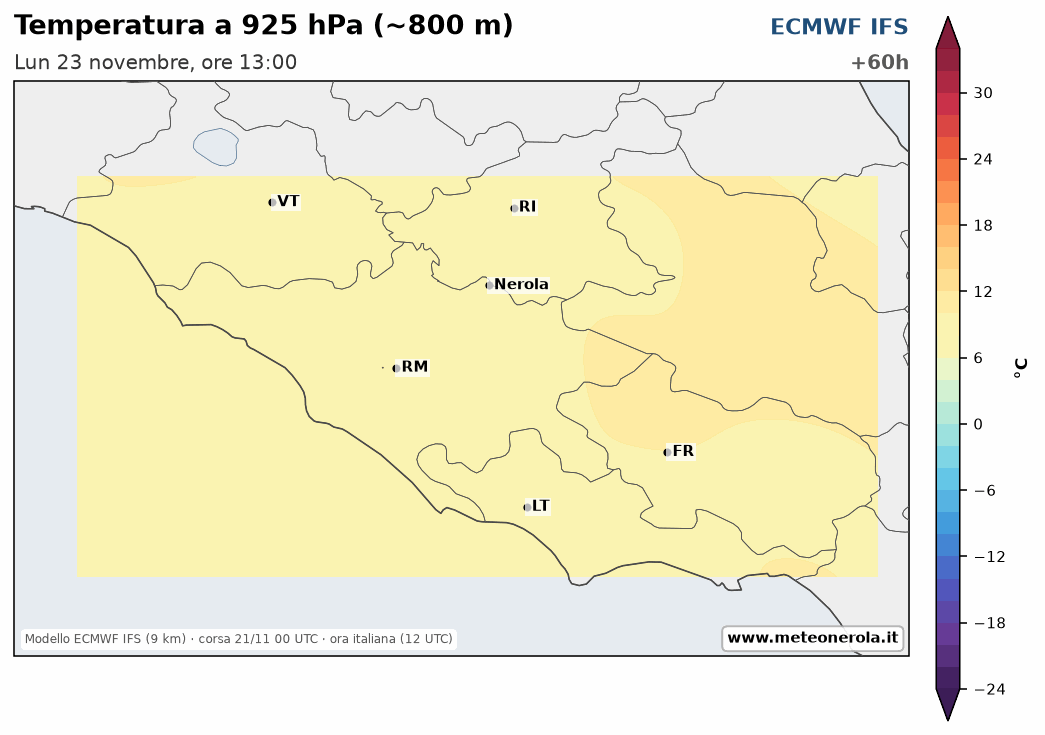 Temperatura a 925 hPa (~800 m)
ECMWF IFS
Lun 23 novembre, ore 13:00
+60h
VT
RI
Nerola
RM
FR
LT
30
24
18
12
6
0
−6
−12
−18
−24
°C
Modello ECMWF IFS (9 km) · corsa 21/11 00 UTC · ora italiana (12 UTC)
www.meteonerola.it